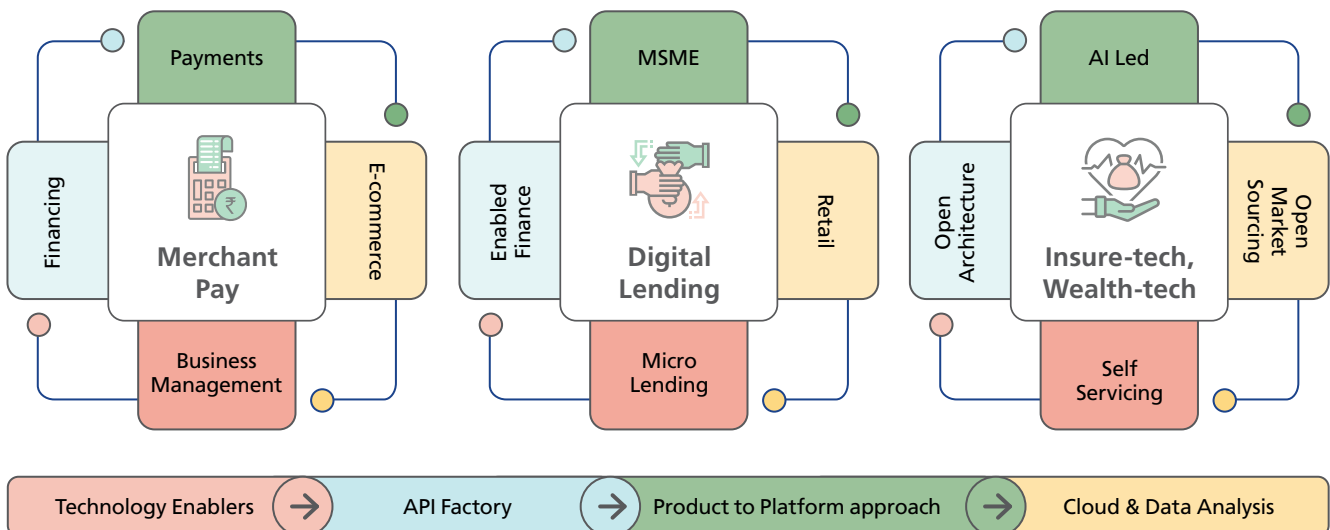 Payments
Financing
₹
Merchant
Pay
E-commerce
Business
Management
MSME
Enabled
Finance
Digital
Lending
Retail
Micro
Lending
AI Led
Open
Architecture
Insure-tech,
Wealth-tech
Open
Market
Sourcing
Self
Servicing
Technology Enablers
API Factory
Product to Platform approach
Cloud & Data Analysis